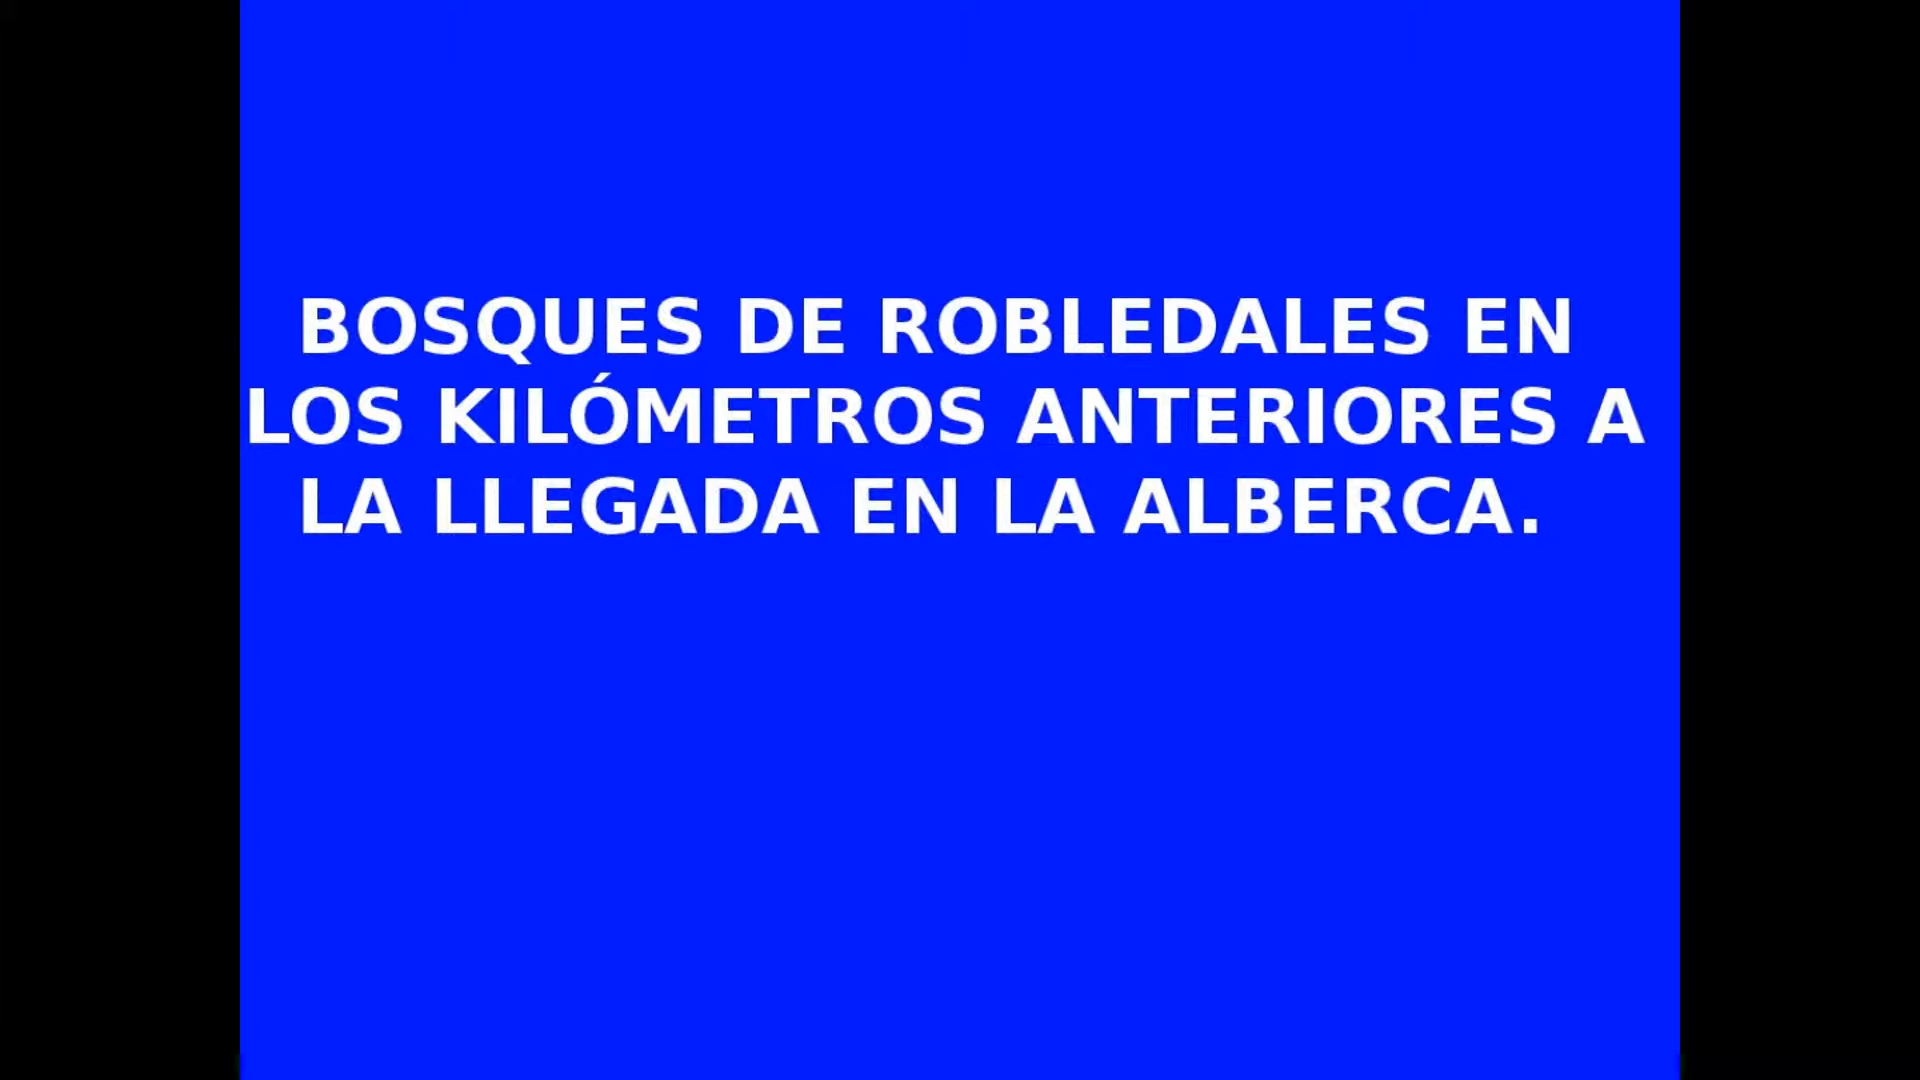 BOSQUES DE ROBLEDALES EN
LOS KILÓMETROS ANTERIORES A
LA LLEGADA EN LA ALBERCA.